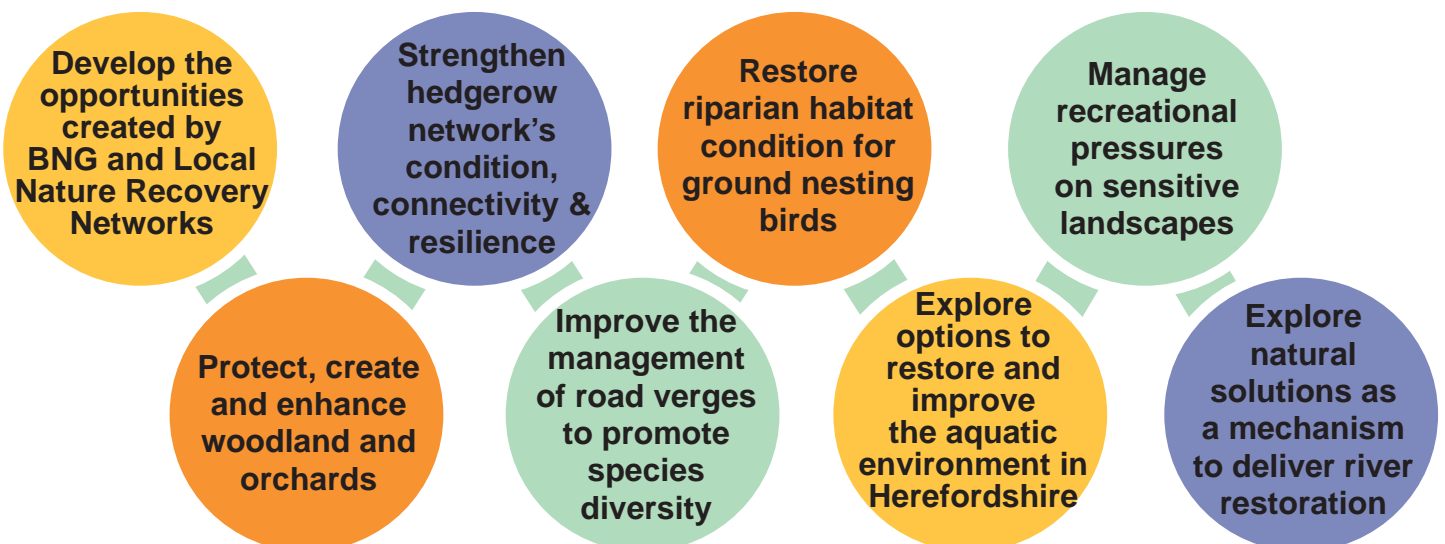 Develop the
opportunities
created by
BNG and Local
Nature Recovery
Networks
Protect, create
and enhance
woodland and
orchards
Strengthen
hedgerow
network’s
condition,
connectivity &
resilience
Improve the
management
of road verges
to promote
species
diversity
Restore
riparian habitat
condition for
ground nesting
birds
Explore
options to
restore and
improve
the aquatic
environment in
Herefordshire
Manage
recreational
pressures
on sensitive
landscapes
Explore
natural
solutions as
a mechanism
to deliver river
restoration